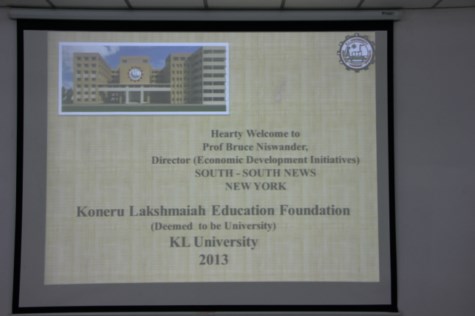 Hearty Welcome to
Prof Bruce Niswander,
Director (Economic Development Initiatives)
SOUTH - SOUTH NEWS
NEW YORK
Koneru Lakshmaiah Education Foundation
(Deemed to be University)
KL University
2013